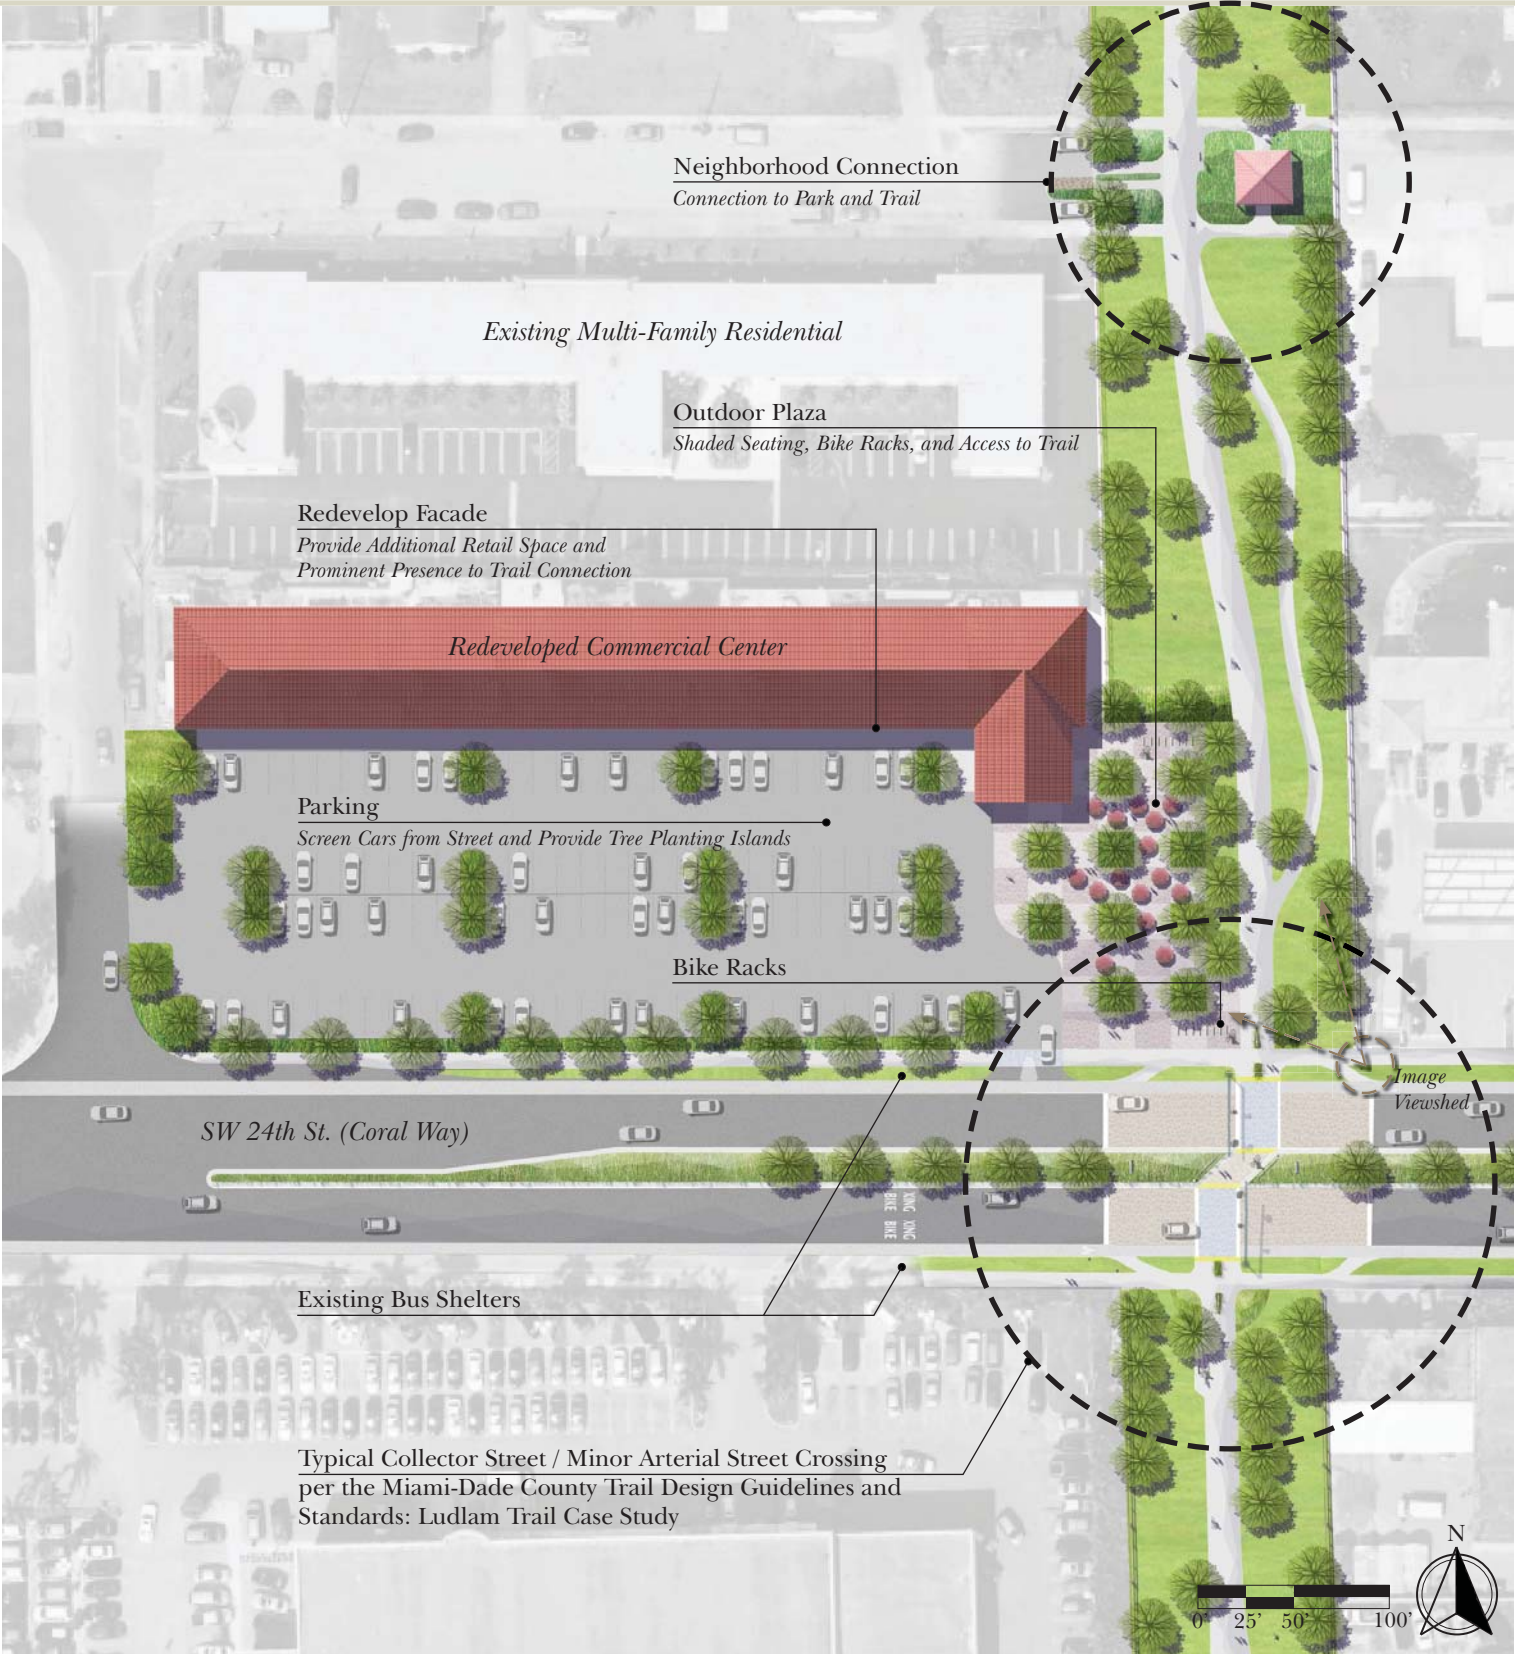 Neighborhood Connection
Connection to Park and Trail
Existing Multi-Family Residential
Outdoor Plaza
Shaded Seating, Bike Racks, and Access to Trail
Redevelop Facade
Provide Additional Retail Space and
Prominent Presence to Trail Connection
Redeveloped Commercial Center
Parking
Screen Cars from Street and Provide Tree Planting Islands
Bike Racks
Image
Viewshed
SW 24th St. (Coral Way)
BIKE XING
BIKE XING
Existing Bus Shelters
Typical Collector Street / Minor Arterial Street Crossing
per the Miami-Dade County Trail Design Guidelines and
Standards: Ludlam Trail Case Study
N
0' 25' 50' 100'